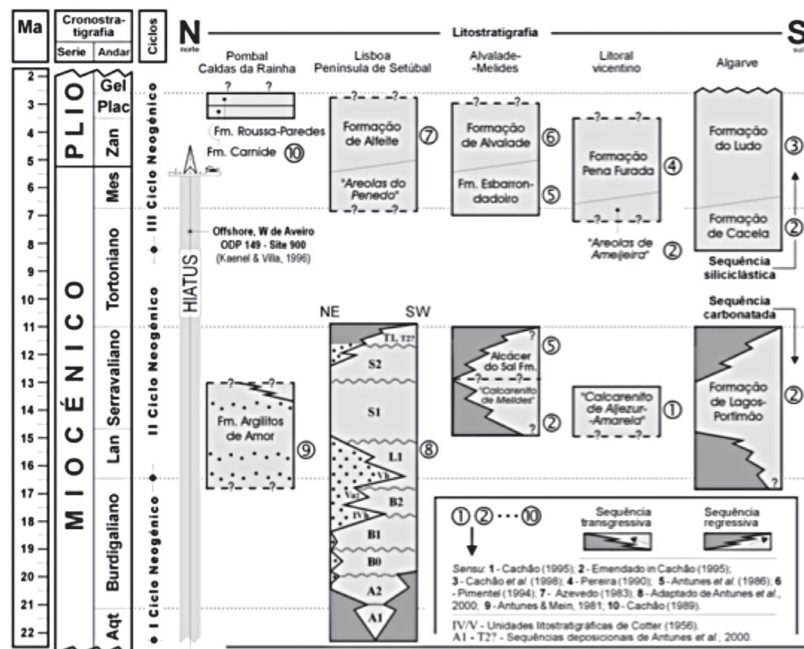 Ma
Cronostra-
tigrafia
Serie
Andar
Ciclos
N
norte
Litostratigrafia
S
sul
Pombal
Caldas da Rainha
Lisboa
Península de Setúbal
Alvalade-
-Melides
Litoral
vicentino
Algarve
2
3
4
5
6
7
8
9
10
11
12
13
14
15
16
17
18
19
20
21
22
PLIO
MIOCÉNICO
Gel
Plac
Zan
Mes
Tortoniano
Serravaliano
Lan
Burdigaliano
Aqt
III Ciclo Neogénico
II Ciclo Neogénico
I Ciclo Neogénico
HIATUS
? ?
Fm. Roussa-Paredes
Fm. Carnide 10
Offshore, W de Aveiro
ODP 149 - Site 900
(Kaenel & Villa, 1996)
? ?
Fm. Argilitos
de Amor
9
? ?
? ?
Formação
de Alfeite
7
"Areolas do
Penedo"
? ?
NE SW
T1, T2?
S2
S1
L1
Vb
Va2
B2
IVb
B1
B0
A2
A1
8
? ?
Formação
de Alvalade
6
Fm. Esbarron-
dadoiro
5
?
Alcácer
do Sal Fm.
5
? ?
"Calcarenito
de Melides"
2
?
? ?
Formação
Pena Furada
4
? ?
"Areolas de
Ameijeira"
2
"Calcarenito
de Aljezur-
-Amarela"
1
? ?
Formação
do Ludo
3
Formação
de Cacela
2
Sequência
siliciclástica
Sequência
carbonatada
Formação
de Lagos-
Portimão
2
?
1 2 ···· 10
Sequência
transgressiva
Sequência
regressiva
Sensu: 1 - Cachão (1995); 2 - Emendado in Cachão (1995);
3 - Cachão et al. (1998) 4 - Pereira (1990) 5 - Antunes et al. (1986) 6
- Pimentel (1994); 7 - Azevedo (1983); 8 - Adaptado de Antunes et al.,
2000; 9 - Antunes & Mein, 1981; 10 - Cachão (1989).
IV/V - Unidades litostratigráficas de Cotter (1956).
A1 - T2? - Sequências deposicionais de Antunes et al., 2000.